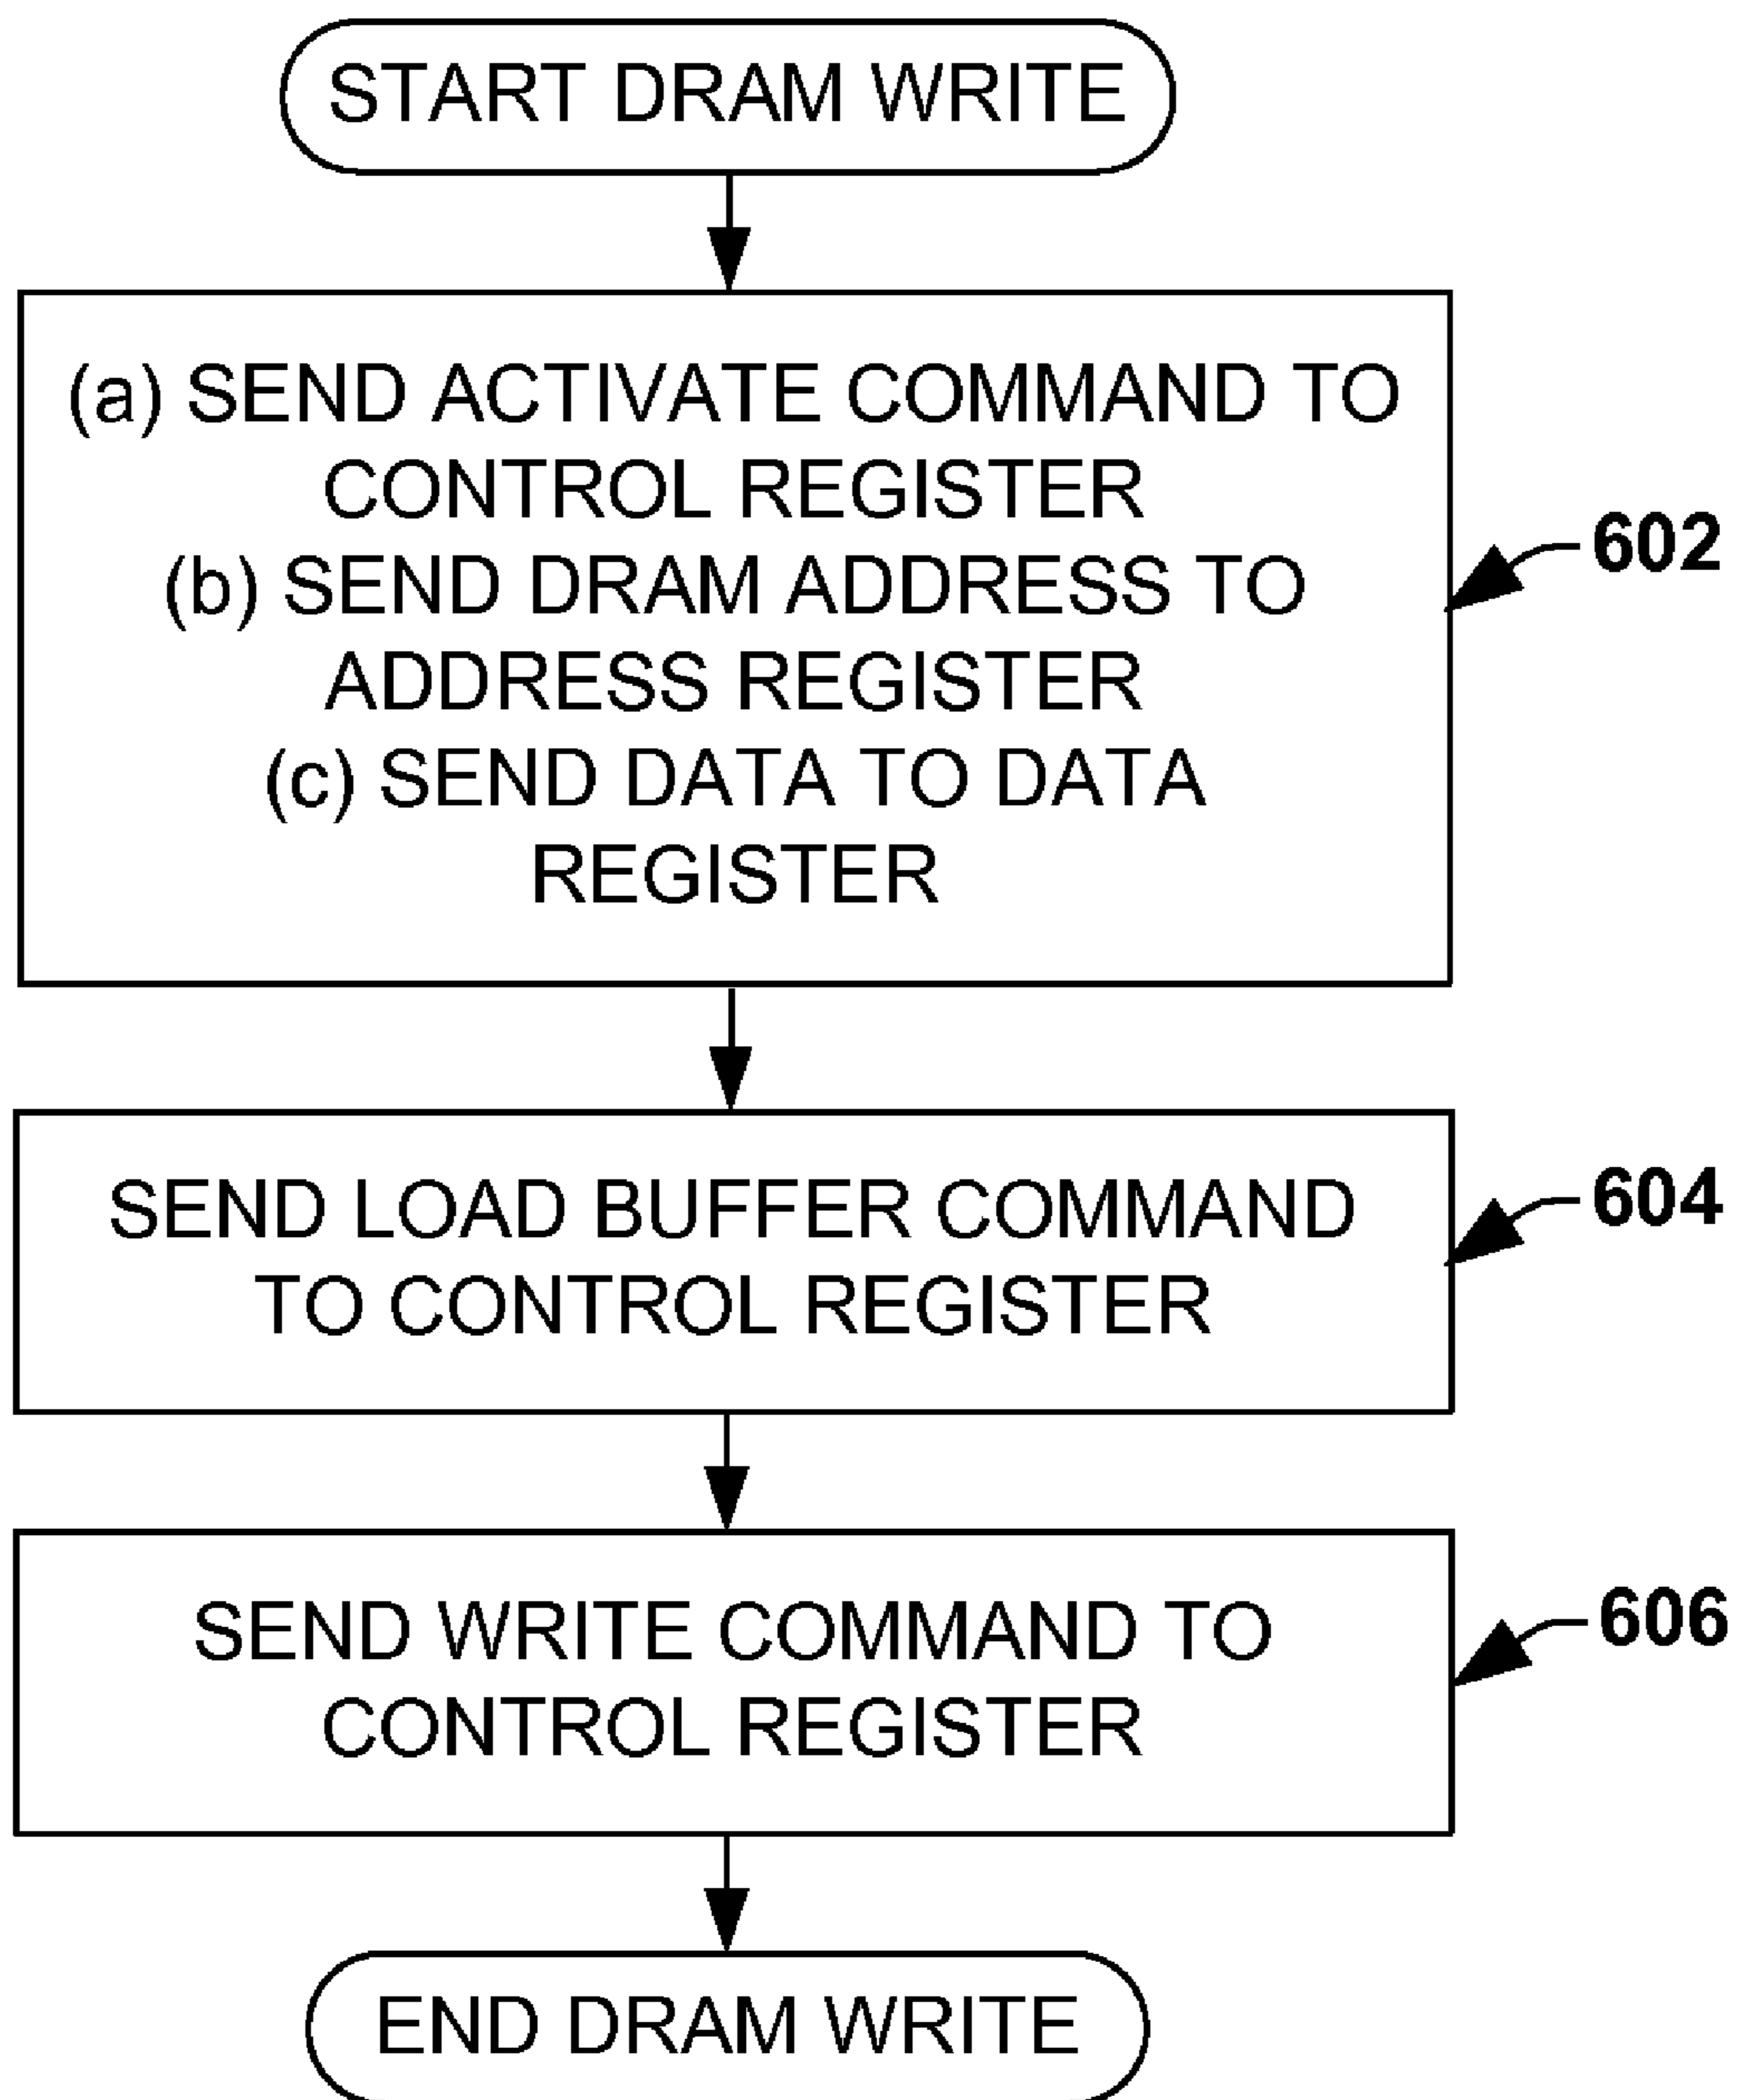 START DRAM WRITE
(a) SEND ACTIVATE COMMAND TO
CONTROL REGISTER
(b) SEND DRAM ADDRESS TO
ADDRESS REGISTER
(c) SEND DATA TO DATA
REGISTER
602
SEND LOAD BUFFER COMMAND
TO CONTROL REGISTER
604
SEND WRITE COMMAND TO
CONTROL REGISTER
606
END DRAM WRITE